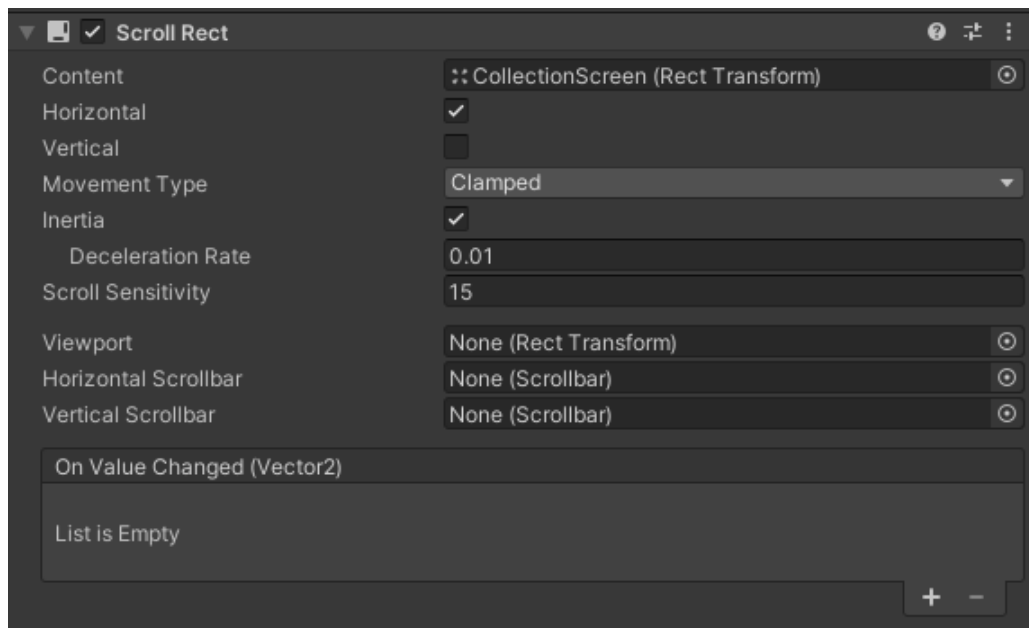 Scroll Rect
Content CollectionScreen (Rect Transform)
Horizontal
Vertical
Movement Type Clamped
Inertia
Deceleration Rate 0.01
Scroll Sensitivity 15
Viewport None (Rect Transform)
Horizontal Scrollbar None (Scrollbar)
Vertical Scrollbar None (Scrollbar)
On Value Changed (Vector2)
List is Empty